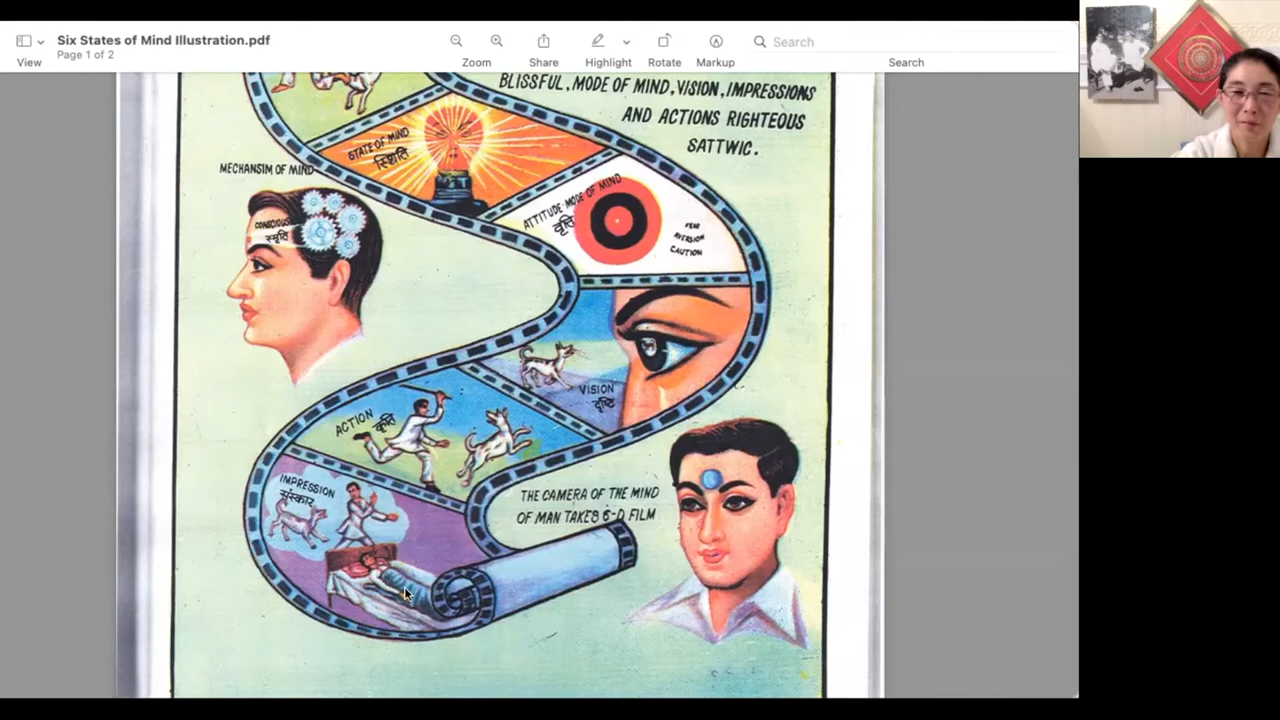 Six States of Mind Illustration.pdf
Page 1 of 2
View
Zoom
Share
Highlight
Rotate
Markup
Search
Search
BLISSFUL, MODE OF MIND, VISION, IMPRESSIONS
AND ACTIONS RIGHTEOUS
SATTWIC.
STATE OF MIND
स्थिति
MECHANSIM OF MIND
ATTITUDE-MODE OF MIND
वृत्ति
FEAR
AVERSION
CAUTION
CONSCIOUS
स्मृति
VISION
दृष्टि
ACTION
कृति
IMPRESSION
संस्कार
THE CAMERA OF THE MIND
OF MAN TAKES 6-D FILM